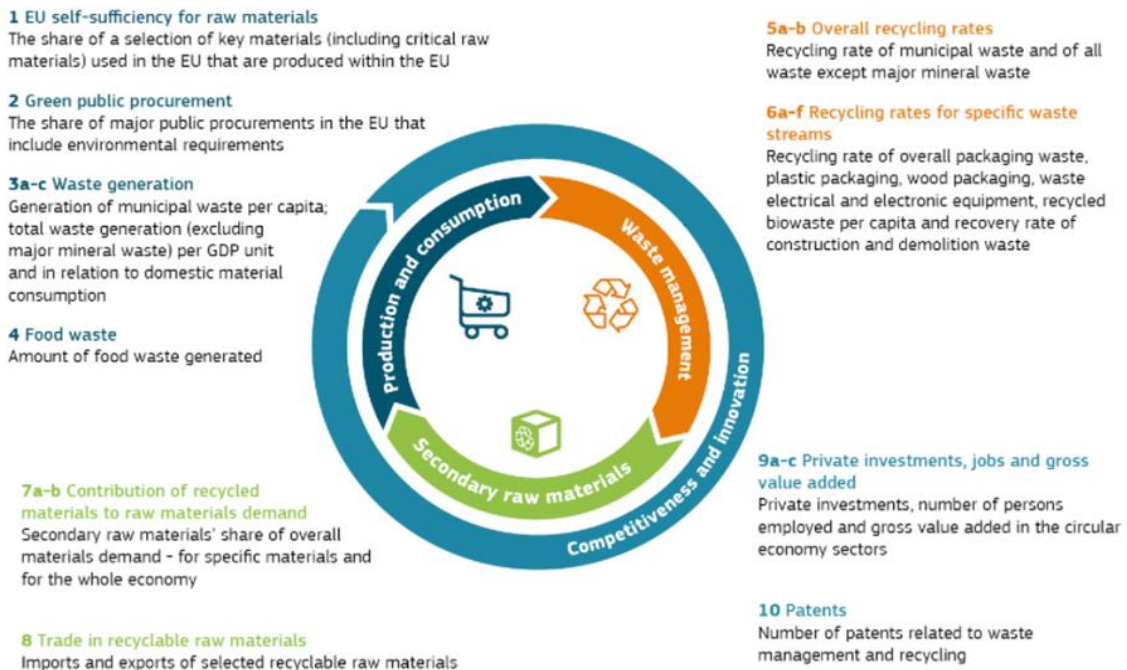 1 EU self-sufficiency for raw materials
The share of a selection of key materials (including critical raw
materials) used in the EU that are produced within the EU
2 Green public procurement
The share of major public procurements in the EU that
include environmental requirements
3a-c Waste generation
Generation of municipal waste per capita;
total waste generation (excluding
major mineral waste) per GDP unit
and in relation to domestic material
consumption
4 Food waste
Amount of food waste generated
5a-b Overall recycling rates
Recycling rate of municipal waste and of all
waste except major mineral waste
6a-f Recycling rates for specific waste
streams
Recycling rate of overall packaging waste,
plastic packaging, wood packaging, waste
electrical and electronic equipment, recycled
biowaste per capita and recovery rate of
construction and demolition waste
Production and consumption
Waste management
Secondary raw materials
Competitiveness and innovation
7a-b Contribution of recycled
materials to raw materials demand
Secondary raw materials' share of overall
materials demand - for specific materials and
for the whole economy
8 Trade in recyclable raw materials
Imports and exports of selected recyclable raw materials
9a-c Private investments, jobs and gross
value added
Private investments, number of persons
employed and gross value added in the circular
economy sectors
10 Patents
Number of patents related to waste
management and recycling